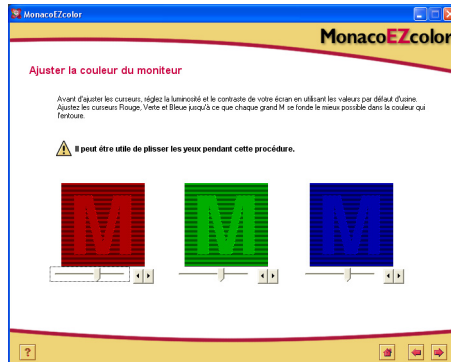 MonacoEZcolor
MonacoEZcolor
Ajuster la couleur du moniteur
Avant d'ajuster les curseurs, réglez la luminosité et le contraste de votre écran en utilisant les valeurs par défaut d'usine.
Ajustez les curseurs Rouge, Verte et Bleue jusqu'à ce que chaque grand M se fonde le mieux possible dans la couleur qui
l'entoure.
Il peut être utile de plisser les yeux pendant cette procédure.
M M M
?